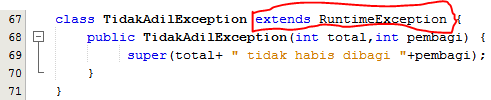 67 class TidakAdilException extends RuntimeException {
68 public TidakAdilException(int total,int pembagi) {
69 super(total+ " tidak habis dibagi "+pembagi);
70 }
71 }